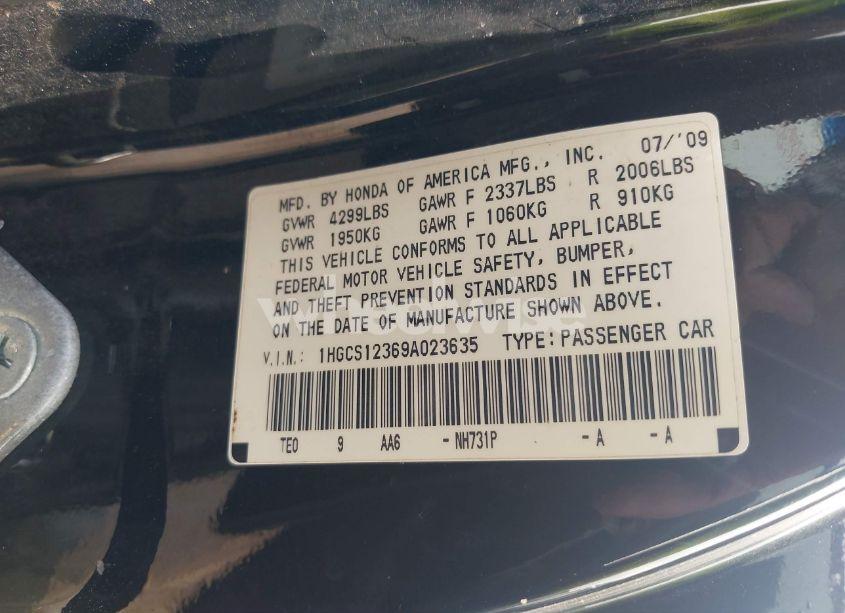 MFD. BY HONDA OF AMERICA MFG., INC. 07/'09
GVWR 4299LBS GAWR F 2337LBS R 2006LBS
GVWR 1950KG GAWR F 1060KG R 910KG
THIS VEHICLE CONFORMS TO ALL APPLICABLE
FEDERAL MOTOR VEHICLE SAFETY, BUMPER,
AND THEFT PREVENTION STANDARDS IN EFFECT
ON THE DATE OF MANUFACTURE SHOWN ABOVE.
V.I.N.: 1HGCS12369A023635 TYPE: PASSENGER CAR
TE0 9 AA6 - NH731P - A - A